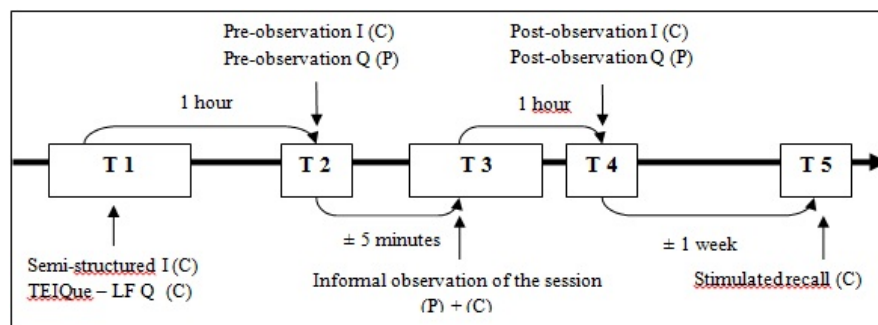 Pre-observation I (C)
Pre-observation Q (P)
Post-observation I (C)
Post-observation Q (P)
1 hour
1 hour
T 1
T 2
T 3
T 4
T 5
± 5 minutes
± 1 week
Semi-structured I (C)
TEIQue – LF Q (C)
Informal observation of the session
(P) + (C)
Stimulated recall (C)